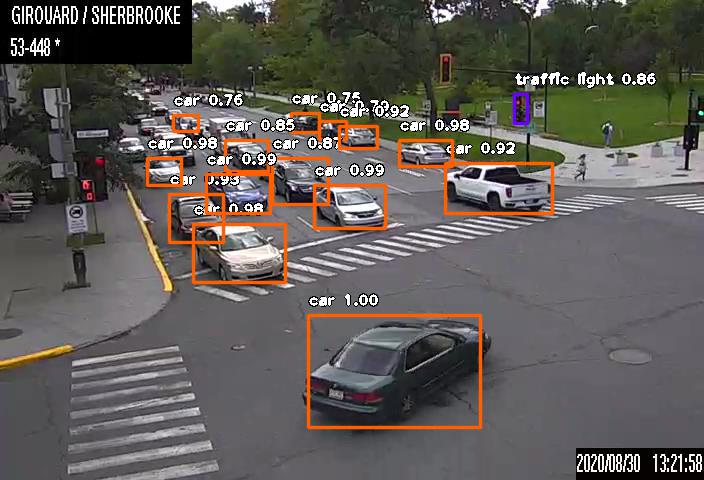 GIROUARD / SHERBROOKE
53-448 *
traffic light 0.86
car 0.76
car 0.75
car 0.92
car 0.85
car 0.98
car 0.87
car 0.98
car 0.99
car 0.92
car 0.99
car 0.98
car 1.00
2020/08/30 13:21:58